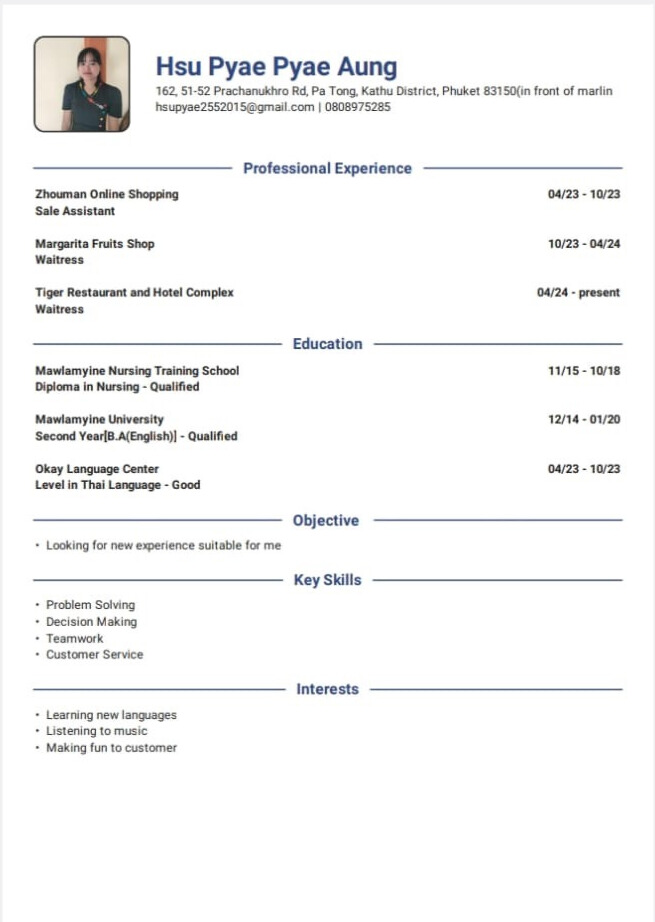 Hsu Pyae Pyae Aung
162, 51-52 Prachanukhro Rd, Pa Tong, Kathu District, Phuket 83150(in front of marlin
hsupyae2552015@gmail.com | 0808975285
Professional Experience
Zhouman Online Shopping 04/23 - 10/23
Sale Assistant
Margarita Fruits Shop 10/23 - 04/24
Waitress
Tiger Restaurant and Hotel Complex 04/24 - present
Waitress
Education
Mawlamyine Nursing Training School 11/15 - 10/18
Diploma in Nursing - Qualified
Mawlamyine University 12/14 - 01/20
Second Year[B.A(English)] - Qualified
Okay Language Center 04/23 - 10/23
Level in Thai Language - Good
Objective
• Looking for new experience suitable for me
Key Skills
• Problem Solving
• Decision Making
• Teamwork
• Customer Service
Interests
• Learning new languages
• Listening to music
• Making fun to customer